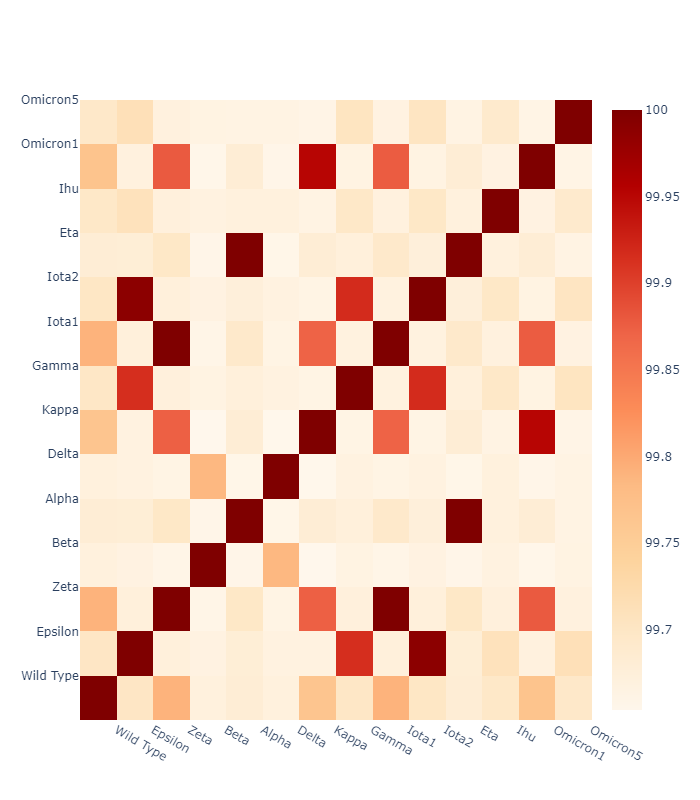 Omicron5
Omicron1
Ihu
Eta
Iota2
Iota1
Gamma
Kappa
Delta
Alpha
Beta
Zeta
Epsilon
Wild Type
100
99.95
99.9
99.85
99.8
99.75
99.7
Wild Type
Epsilon
Zeta
Beta
Alpha
Delta
Kappa
Gamma
Iota1
Iota2
Eta
Ihu
Omicron1
Omicron5